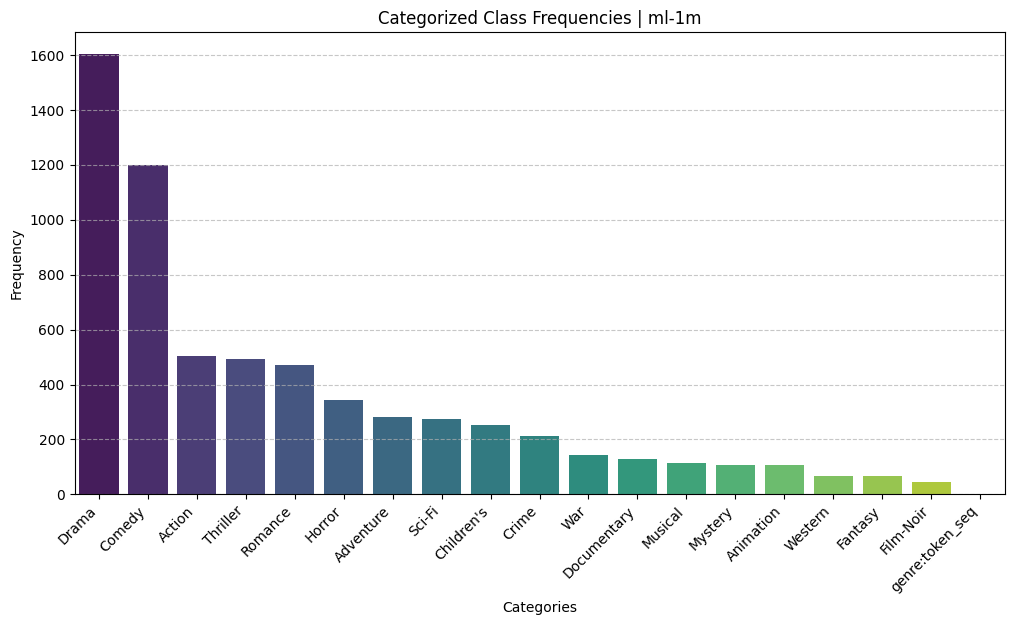 Categorized Class Frequencies | ml-1m
Frequency
1600
1400
1200
1000
800
600
400
200
0
Drama
Comedy
Action
Thriller
Romance
Horror
Adventure
Sci-Fi
Children's
Crime
War
Documentary
Musical
Mystery
Animation
Western
Fantasy
Film-Noir
genre:token_seq
Categories